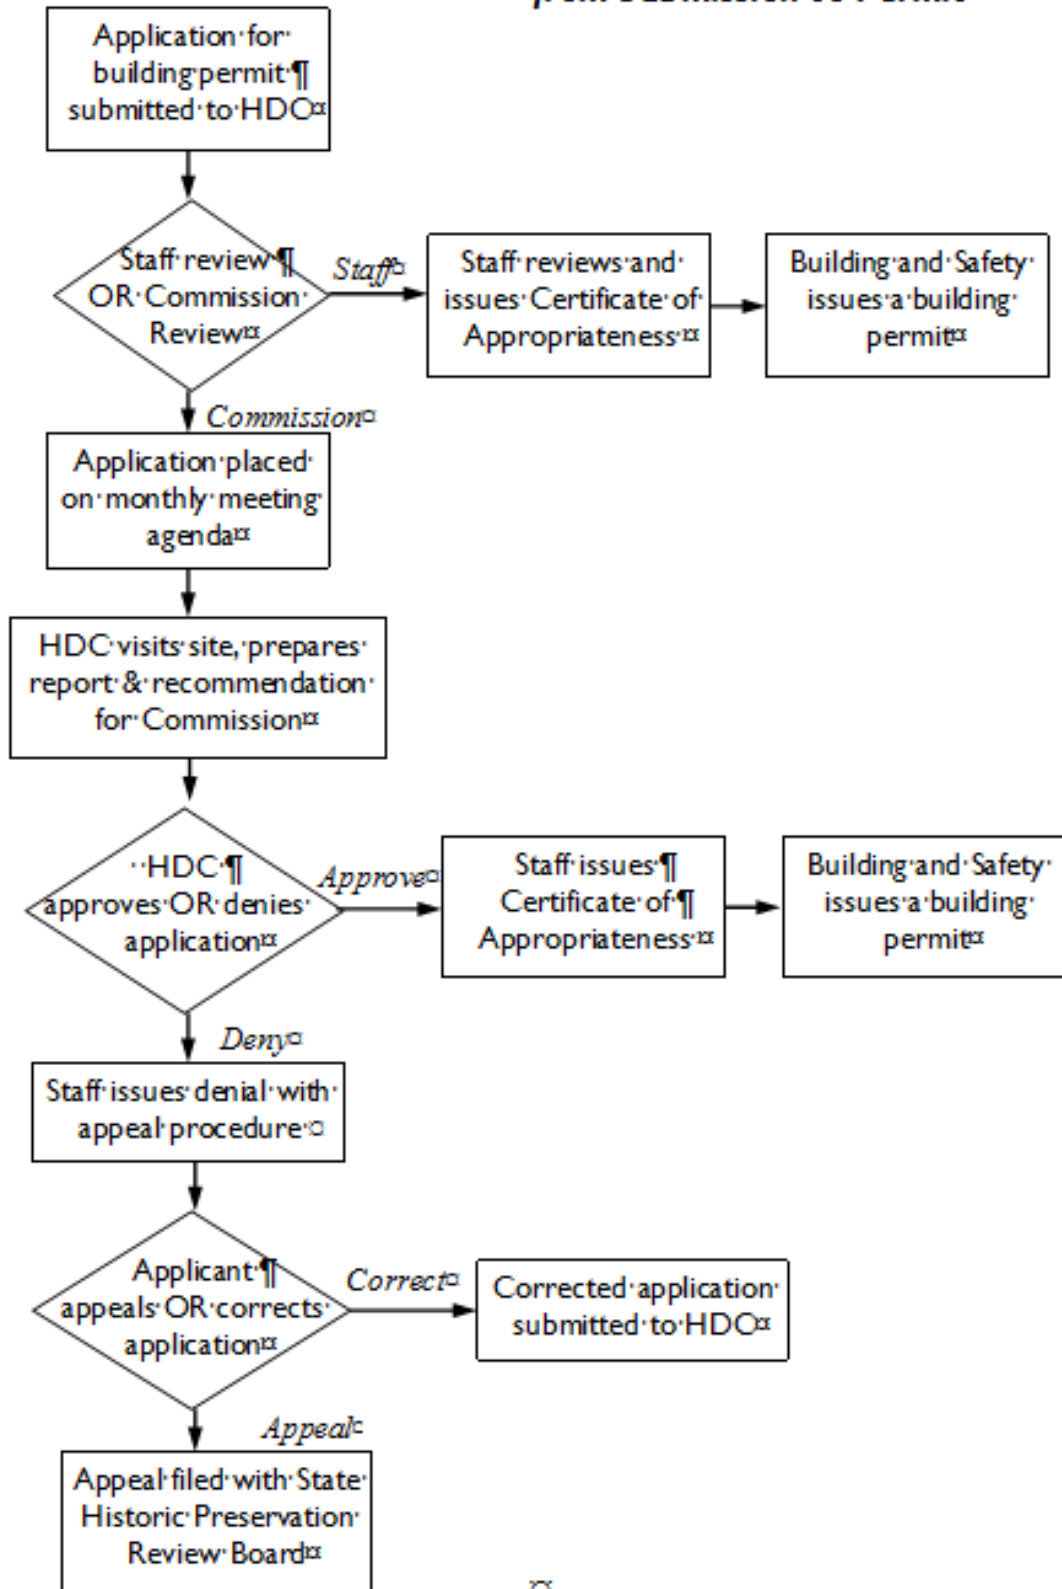 from Submission to Permit
Application for
building permit ¶
submitted to HDC¤
Staff review ¶
OR Commission
Review¤
Staff¤
Staff reviews and
issues Certificate of
Appropriateness ¤
Building and Safety
issues a building
permit¤
Commission¤
Application placed
on monthly meeting
agenda¤
HDC visits site, prepares
report & recommendation
for Commission¤
HDC ¶
approves OR denies
application¤
Approve¤
Staff issues ¶
Certificate of ¶
Appropriateness ¤
Building and Safety
issues a building
permit¤
Deny¤
Staff issues denial with
appeal procedure ¤
Applicant ¶
appeals OR corrects
application¤
Correct¤
Corrected application
submitted to HDC¤
Appeal¤
Appeal filed with State
Historic Preservation
Review Board¤
¤